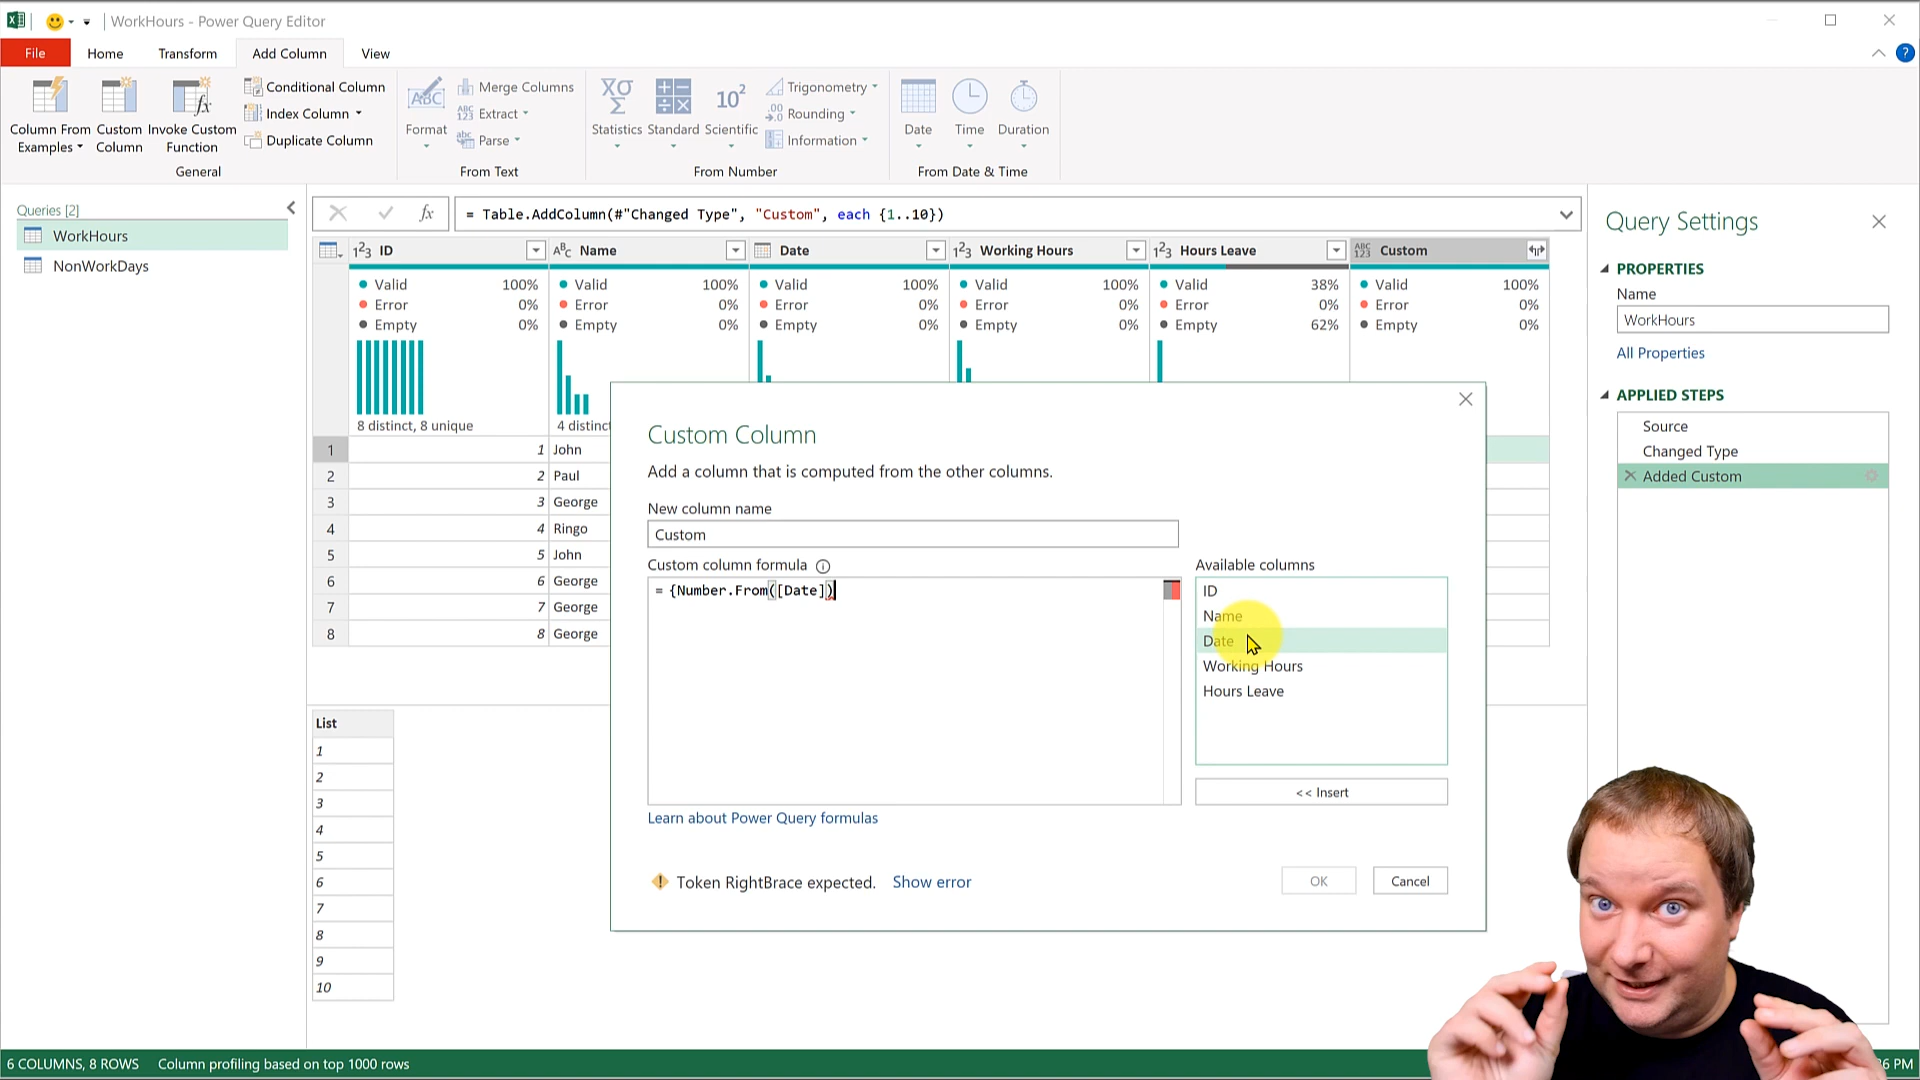 WorkHours - Power Query Editor
File
Home
Transform
Add Column
View
Column From
Examples
Custom
Column
Invoke Custom
Function
Conditional Column
Index Column
Duplicate Column
General
Format
Merge Columns
Extract
Parse
From Text
Statistics
Standard
Scientific
Trigonometry
Rounding
Information
From Number
Date
Time
Duration
From Date & Time
Queries [2]
WorkHours
NonWorkDays
= Table.AddColumn(#"Changed Type", "Custom", each {1..10})
ID
Name
Date
Working Hours
Hours Leave
Custom
Valid 100%
Error 0%
Empty 0%
Valid 100%
Error 0%
Empty 0%
Valid 100%
Error 0%
Empty 0%
Valid 100%
Error 0%
Empty 0%
Valid 38%
Error 0%
Empty 62%
Valid 100%
Error 0%
Empty 0%
8 distinct, 8 unique
4 distinct
1 1 John
2 2 Paul
3 3 George
4 4 Ringo
5 5 John
6 6 George
7 7 George
8 8 George
List
1
2
3
4
5
6
7
8
9
10
Custom Column
Add a column that is computed from the other columns.
New column name
Custom
Custom column formula
= {Number.From([Date])
Available columns
ID
Name
Date
Working Hours
Hours Leave
<< Insert
Learn about Power Query formulas
Token RightBrace expected.
Show error
OK
Cancel
Query Settings
PROPERTIES
Name
WorkHours
All Properties
APPLIED STEPS
Source
Changed Type
Added Custom
6 COLUMNS, 8 ROWS
Column profiling based on top 1000 rows
6 PM